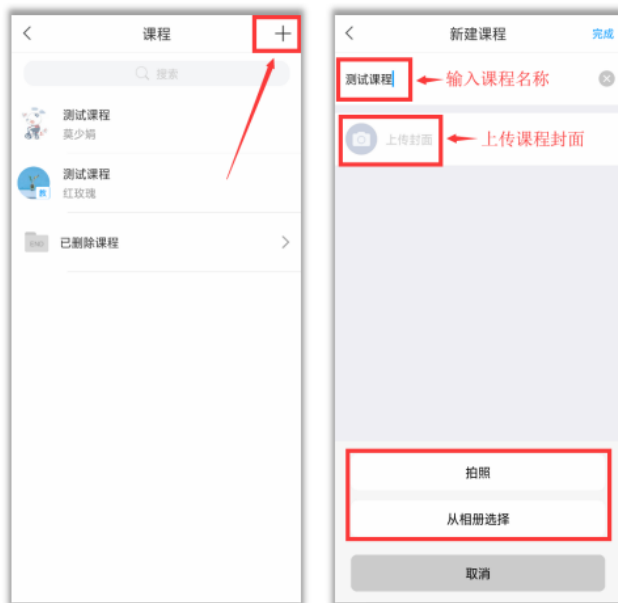 课程
搜索
测试课程
莫少娟
测试课程
教
红玫瑰
END
已删除课程
新建课程
完成
测试课程
输入课程名称
上传封面
上传课程封面
拍照
从相册选择
取消